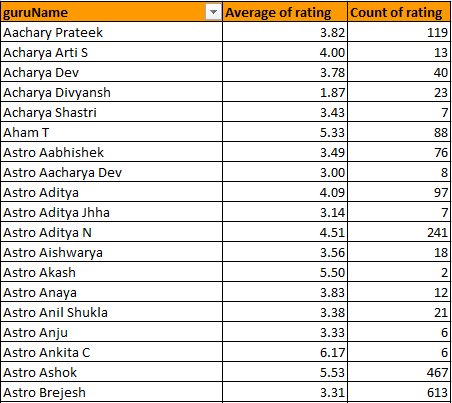 guruName Average of rating Count of rating
Aachary Prateek 3.82 119
Acharya Arti S 4.00 13
Acharya Dev 3.78 40
Acharya Divyansh 1.87 23
Acharya Shastri 3.43 7
Aham T 5.33 88
Astro Aabhishek 3.49 76
Astro Aacharya Dev 3.00 8
Astro Aditya 4.09 97
Astro Aditya Jhha 3.14 7
Astro Aditya N 4.51 241
Astro Aishwarya 3.56 18
Astro Akash 5.50 2
Astro Anaya 3.83 12
Astro Anil Shukla 3.38 21
Astro Anju 3.33 6
Astro Ankita C 6.17 6
Astro Ashok 5.53 467
Astro Brejesh 3.31 613